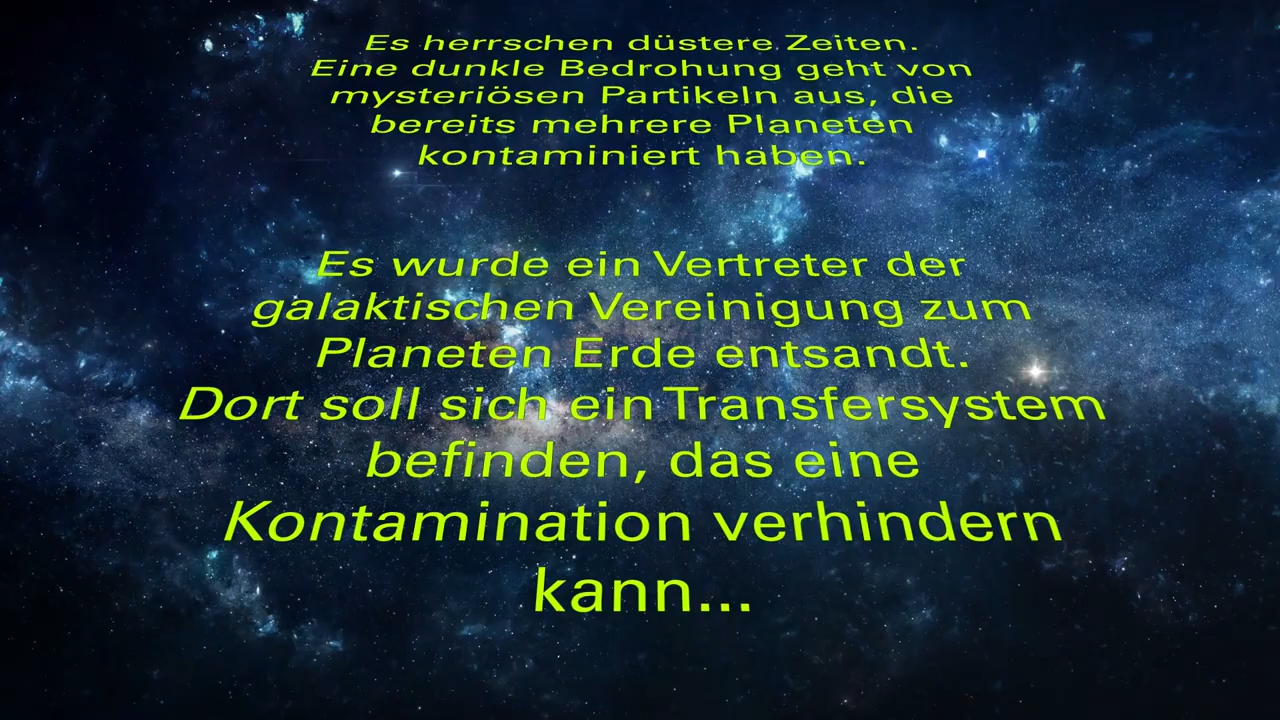 Es herrschen düstere Zeiten.
Eine dunkle Bedrohung geht von
mysteriösen Partikeln aus, die
bereits mehrere Planeten
kontaminiert haben.
Es wurde ein Vertreter der
galaktischen Vereinigung zum
Planeten Erde entsandt.
Dort soll sich ein Transfersystem
befinden, das eine
Kontamination verhindern
kann...